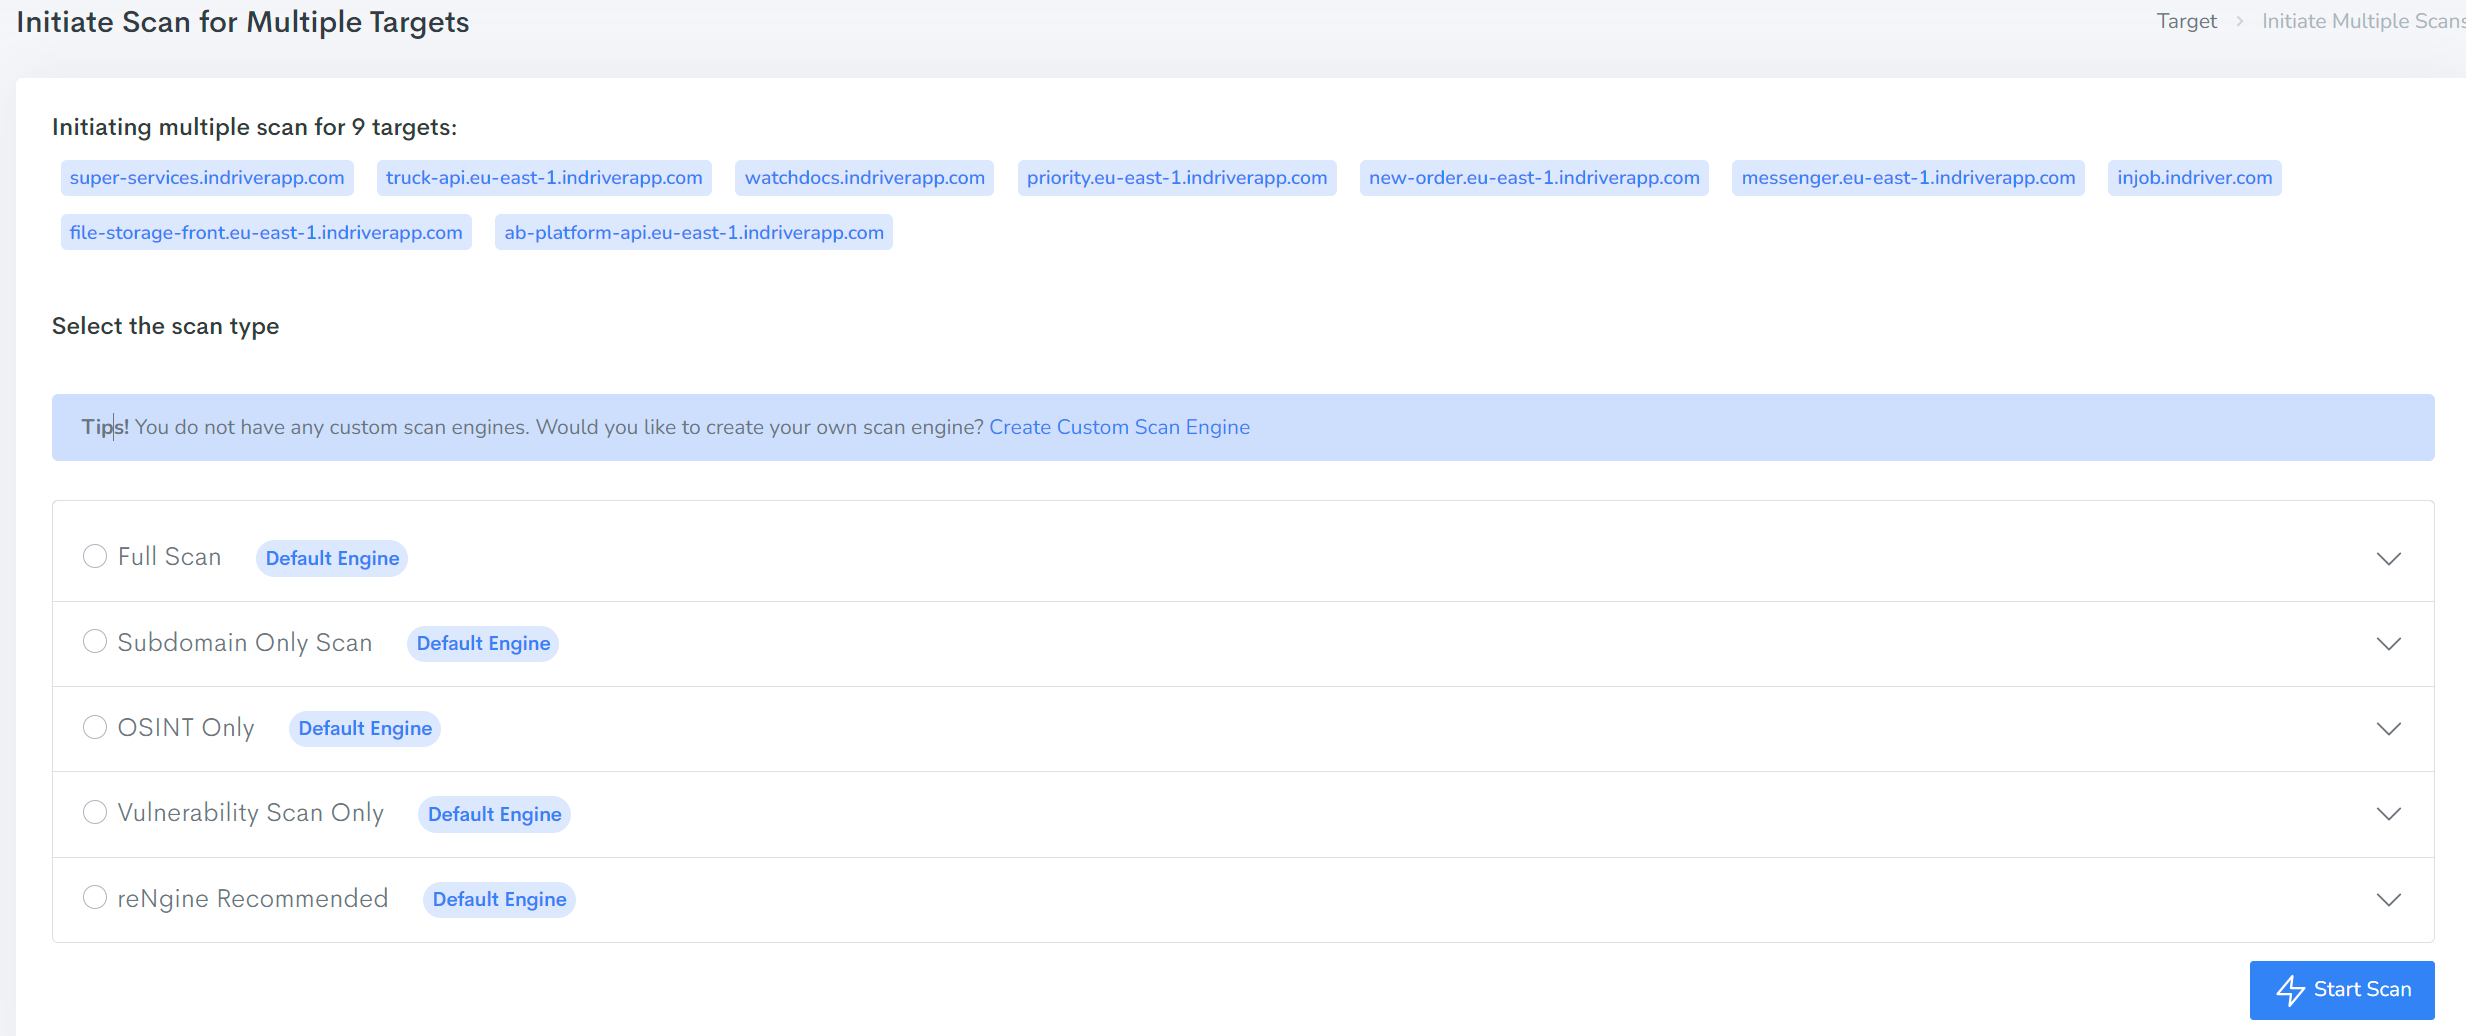 Initiate Scan for Multiple Targets
Target > Initiate Multiple Scans
Initiating multiple scan for 9 targets:
super-services.indriverapp.com truck-api.eu-east-1.indriverapp.com watchdocs.indriverapp.com priority.eu-east-1.indriverapp.com new-order.eu-east-1.indriverapp.com messenger.eu-east-1.indriverapp.com injob.indriver.com
file-storage-front.eu-east-1.indriverapp.com ab-platform-api.eu-east-1.indriverapp.com
Select the scan type
Tips! You do not have any custom scan engines. Would you like to create your own scan engine? Create Custom Scan Engine
Full Scan Default Engine
Subdomain Only Scan Default Engine
OSINT Only Default Engine
Vulnerability Scan Only Default Engine
reNgine Recommended Default Engine
Start Scan